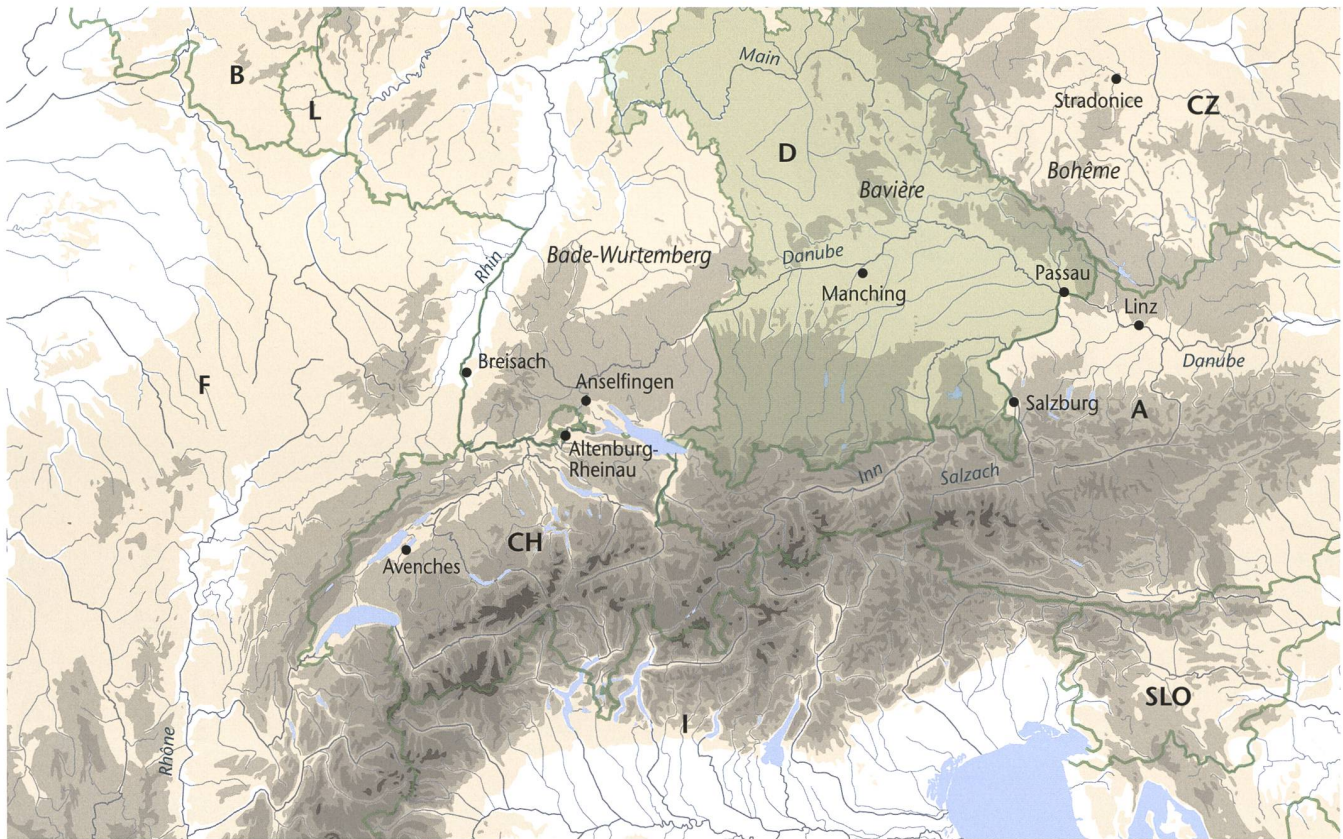 B
L
Main
D
Stradonice
CZ
Bohême
Bavière
Rhin
Bade-Wurtemberg
Danube
Manching
Passau
Linz
Danube
Breisach
F
Anselfingen
Salzburg
A
Altenburg-
Rheinau
Inn
Salzach
CH
Avenches
SLO
I
Rhône